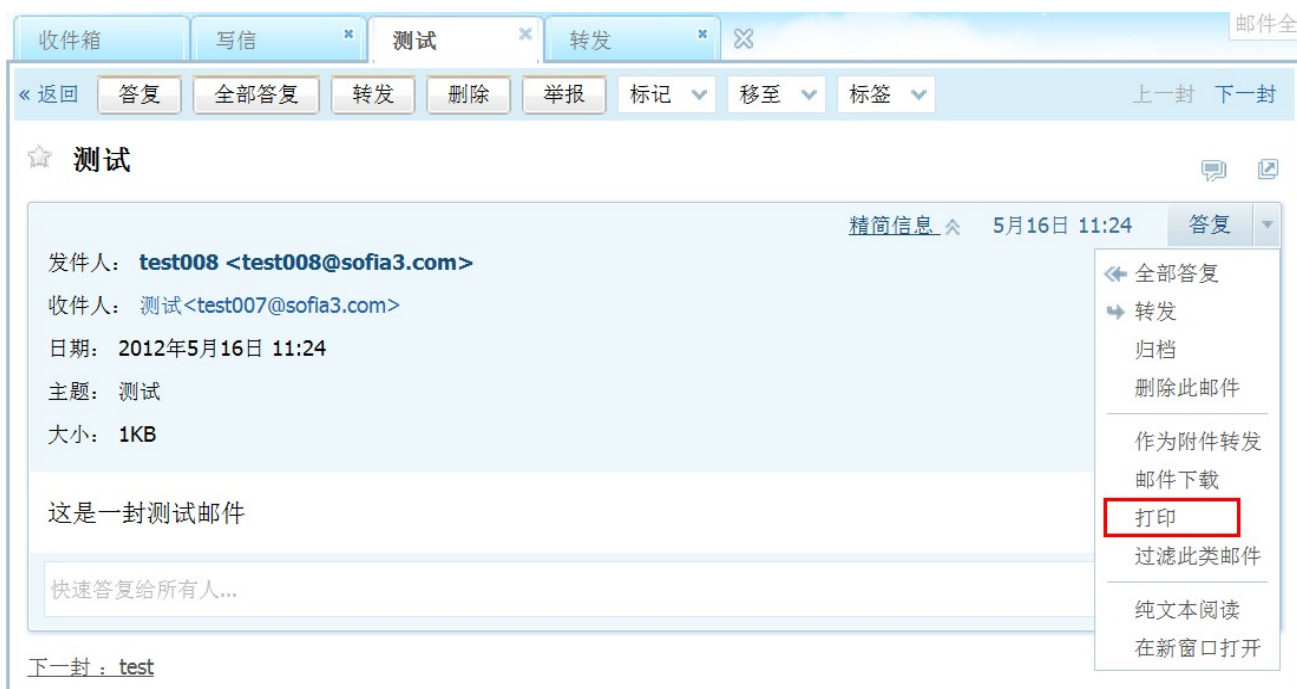 收件箱 写信 测试 转发 邮件全
« 返回 答复 全部答复 转发 删除 举报 标记 移至 标签 上一封 下一封
测试
精简信息 5月16日 11:24 答复
发件人： test008 <test008@sofia3.com>
收件人： 测试<test007@sofia3.com>
日期： 2012年5月16日 11:24
主题： 测试
大小： 1KB
这是一封测试邮件
快速答复给所有人...
全部答复
转发
归档
删除此邮件
作为附件转发
邮件下载
打印
过滤此类邮件
纯文本阅读
在新窗口打开
下一封 ：test